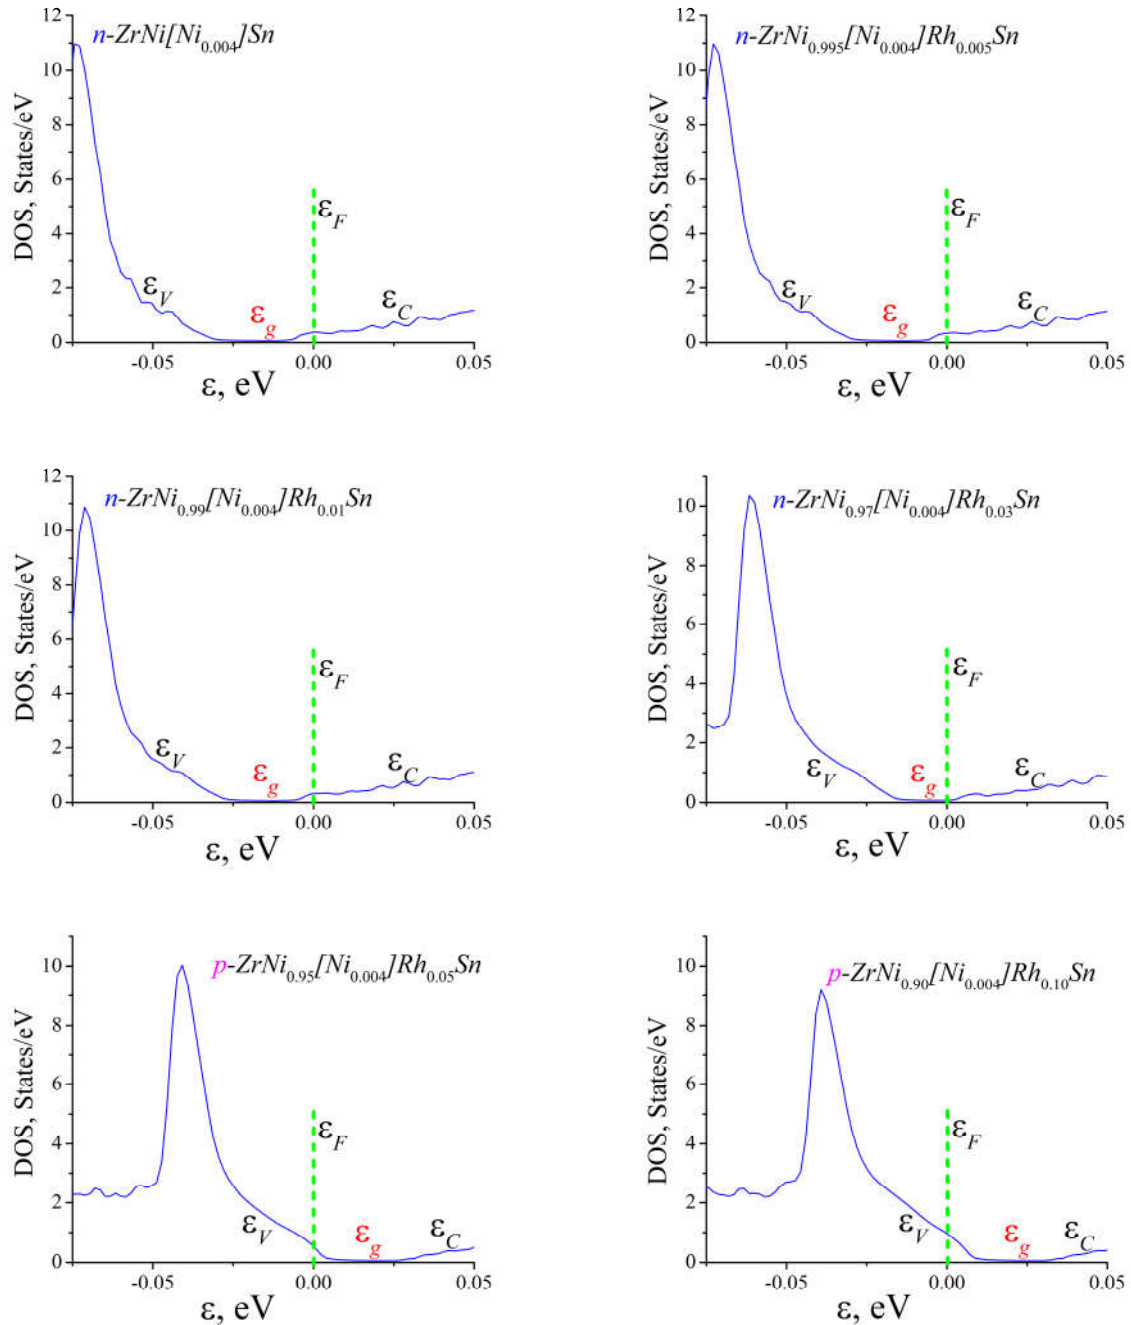 n-ZrNi[Ni0.004]Sn
DOS, States/eV
12
10
8
6
4
2
0
εV
εg
εF
εC
-0.05
0.00
0.05
ε, eV
n-ZrNi0.995[Ni0.004]Rh0.005Sn
DOS, States/eV
12
10
8
6
4
2
0
εV
εg
εF
εC
-0.05
0.00
0.05
ε, eV
n-ZrNi0.99[Ni0.004]Rh0.01Sn
DOS, States/eV
12
10
8
6
4
2
0
εV
εg
εF
εC
-0.05
0.00
0.05
ε, eV
n-ZrNi0.97[Ni0.004]Rh0.03Sn
DOS, States/eV
10
8
6
4
2
0
εV
εg
εF
εC
-0.05
0.00
0.05
ε, eV
p-ZrNi0.95[Ni0.004]Rh0.05Sn
DOS, States/eV
10
8
6
4
2
0
εV
εF
εg
εC
-0.05
0.00
0.05
ε, eV
p-ZrNi0.90[Ni0.004]Rh0.10Sn
DOS, States/eV
10
8
6
4
2
0
εV
εF
εg
εC
-0.05
0.00
0.05
ε, eV